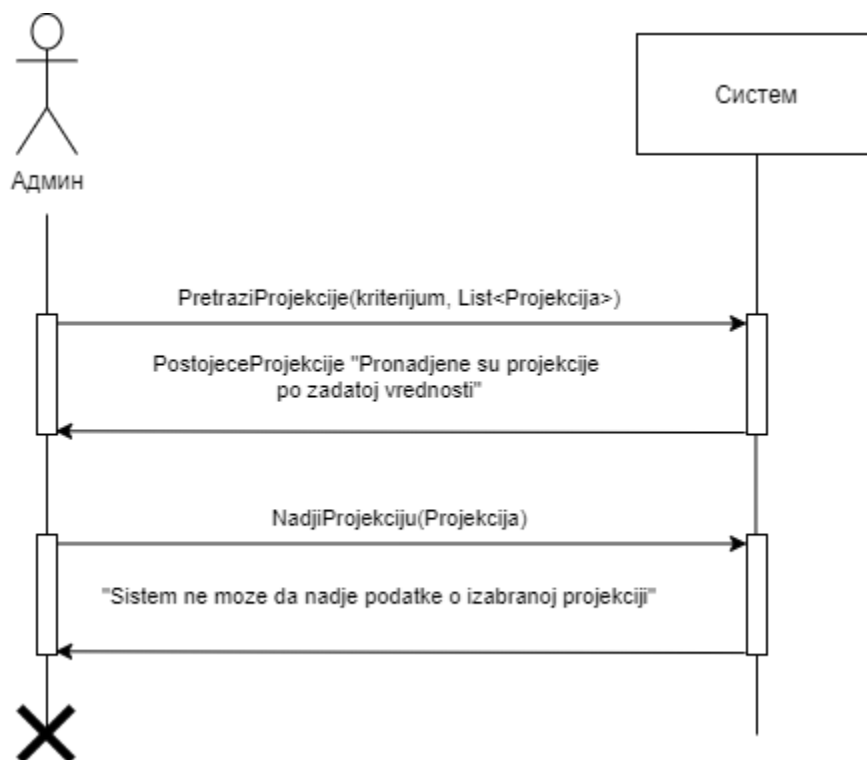 Систем
Админ
PretraziProjekcije(kriterijum, List<Projekcija>)
PostojeceProjekcije "Pronadjene su projekcije
po zadatoj vrednosti"
NadjiProjekciju(Projekcija)
"Sistem ne moze da nadje podatke o izabranoj projekciji"